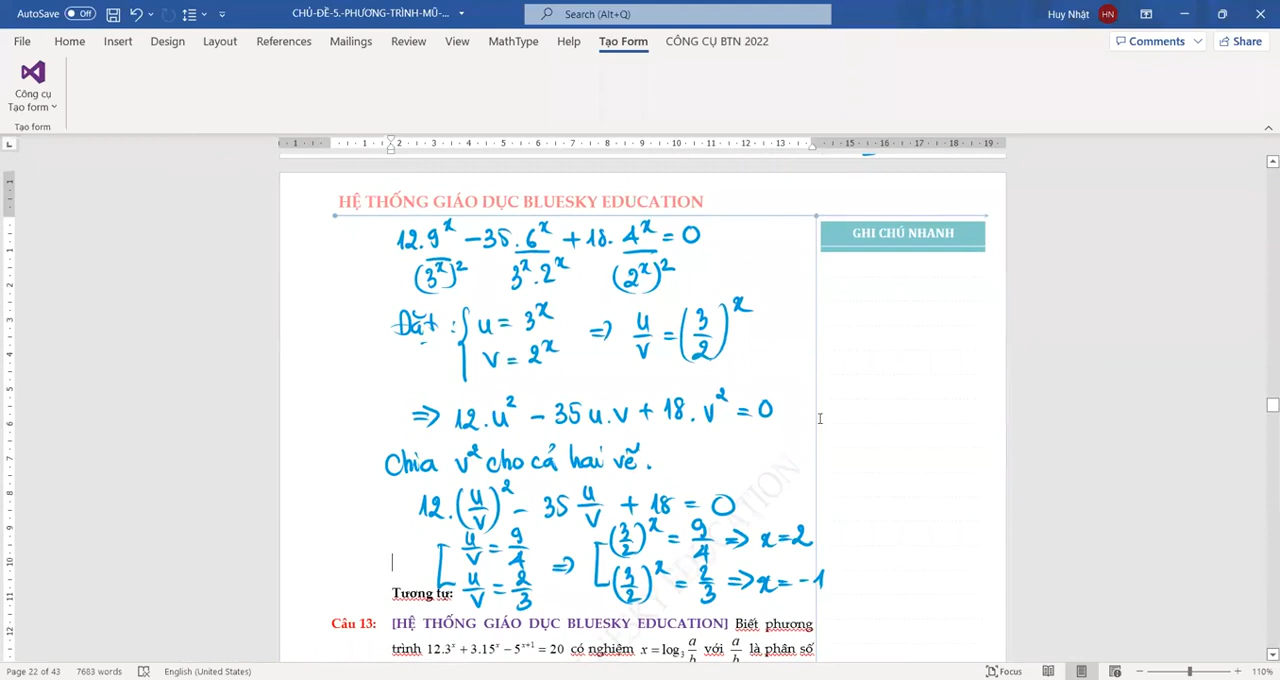 AutoSave Off CHỦ-ĐỀ-5.-PHƯƠNG-TRÌNH-MŨ-... Search (Alt+Q) Huy Nhật HN
File Home Insert Design Layout References Mailings Review View MathType Help Tạo Form CÔNG CỤ BTN 2022 Comments Share
Công cụ
Tạo form
Tạo form
HỆ THỐNG GIÁO DỤC BLUESKY EDUCATION
GHI CHÚ NHANH
12.9^x - 35.6^x + 18.4^x = 0
(3^x)^2 3^x.2^x (2^x)^2
Đặt : { u = 3^x
v = 2^x => u/v = (3/2)^x
=> 12.u^2 - 35u.v + 18.v^2 = 0
Chia v^2 cho cả hai vế.
12.(u/v)^2 - 35 u/v + 18 = 0
[ u/v = 9/4 => [ (3/2)^x = 9/4 => x = 2
u/v = 2/3 (3/2)^x = 2/3 => x = -1
Tương tự:
Câu 13: [HỆ THỐNG GIÁO DỤC BLUESKY EDUCATION] Biết phương
trình 12.3^x + 3.15^x - 5^(x+1) = 20 có nghiệm x = log_3 a/b với a/b là phân số
Page 22 of 43 7683 words English (United States) Focus 110%